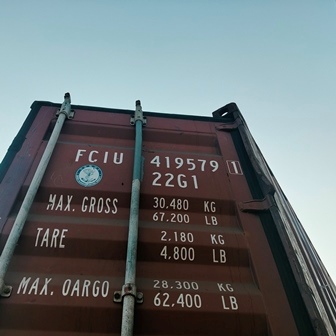 FCIU 419579 1
22G1
MAX. GROSS 30.480 KG
67.200 LB
TARE 2.180 KG
4,800 LB
MAX. OARGO 28.300 KG
62.400 LB